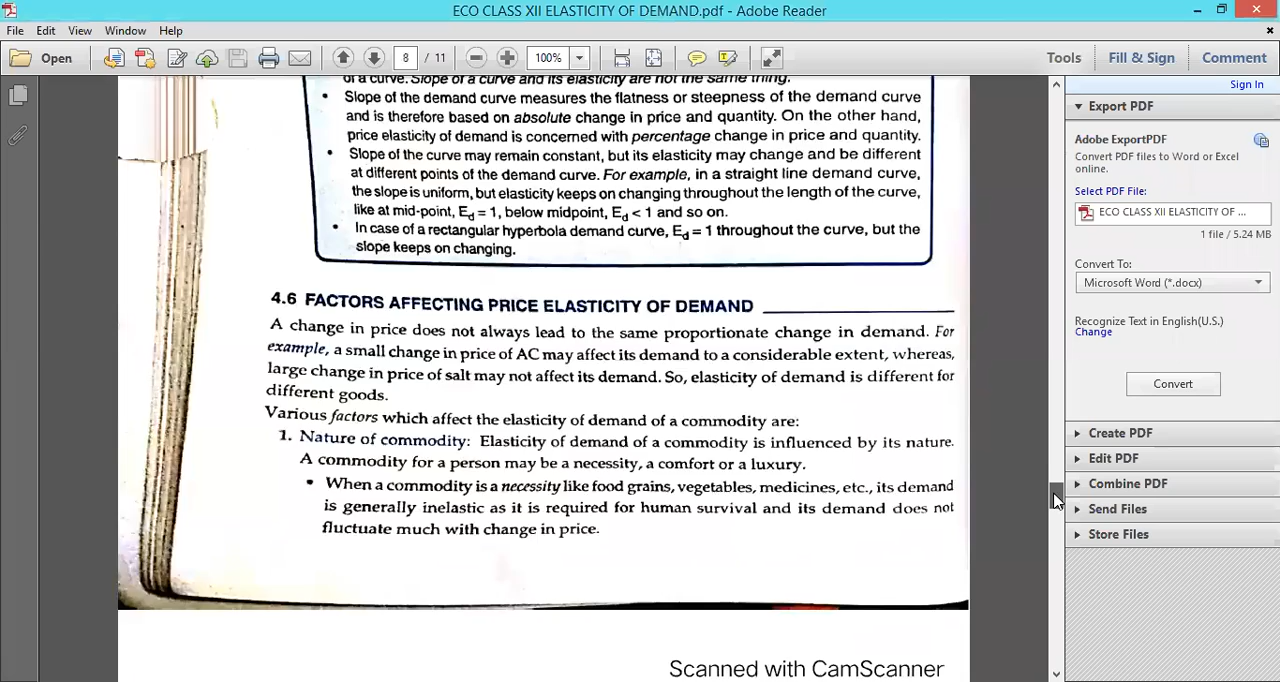 ECO CLASS XII ELASTICITY OF DEMAND.pdf - Adobe Reader
File Edit View Window Help
Open 8 / 11 100% Tools Fill & Sign Comment
Sign In
of a curve. Slope of a curve and its elasticity are not the same thing.
• Slope of the demand curve measures the flatness or steepness of the demand curve
and is therefore based on absolute change in price and quantity. On the other hand,
price elasticity of demand is concerned with percentage change in price and quantity.
• Slope of the curve may remain constant, but its elasticity may change and be different
at different points of the demand curve. For example, in a straight line demand curve,
the slope is uniform, but elasticity keeps on changing throughout the length of the curve,
like at mid-point, Ed = 1, below midpoint, Ed < 1 and so on.
• In case of a rectangular hyperbola demand curve, Ed = 1 throughout the curve, but the
slope keeps on changing.
4.6 FACTORS AFFECTING PRICE ELASTICITY OF DEMAND
A change in price does not always lead to the same proportionate change in demand. For
example, a small change in price of AC may affect its demand to a considerable extent, whereas,
large change in price of salt may not affect its demand. So, elasticity of demand is different for
different goods.
Various factors which affect the elasticity of demand of a commodity are:
1. Nature of commodity: Elasticity of demand of a commodity is influenced by its nature.
A commodity for a person may be a necessity, a comfort or a luxury.
• When a commodity is a necessity like food grains, vegetables, medicines, etc., its demand
is generally inelastic as it is required for human survival and its demand does not
fluctuate much with change in price.
Scanned with CamScanner
Export PDF
Adobe ExportPDF
Convert PDF files to Word or Excel
online.
Select PDF File:
ECO CLASS XII ELASTICITY OF ...
1 file / 5.24 MB
Convert To:
Microsoft Word (*.docx)
Recognize Text in English(U.S.)
Change
Convert
Create PDF
Edit PDF
Combine PDF
Send Files
Store Files